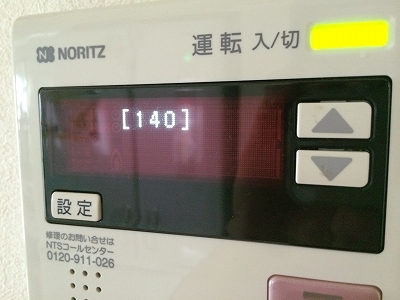 NORITZ
運転 入/切
[140]
設定
修理のお問い合せは
NTSコールセンター
0120-911-026